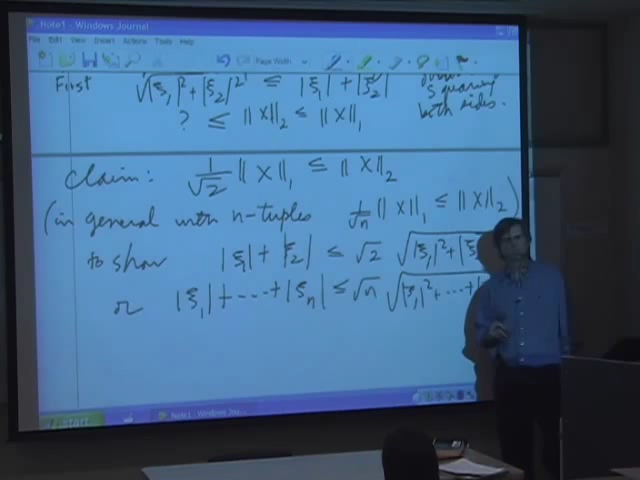 Note1 - Windows Journal
File Edit View Insert Actions Tools Help
Page Width
First √|ξ₁|²+|ξ₂|² ≤ |ξ₁| + |ξ₂|
squaring
both sides.
? ≤ ||X||₂ ≤ ||X||₁
Claim: 1/√2 ||X||₁ ≤ ||X||₂
(in general with n-tuples 1/√n ||X||₁ ≤ ||X||₂)
to show |ξ₁| + |ξ₂| ≤ √2 √|ξ₁|²+|ξ
or |ξ₁| + ⋯ + |ξₙ| ≤ √n √|ξ₁|²+ ⋯ + |
start
Note1 - Windows Jour...